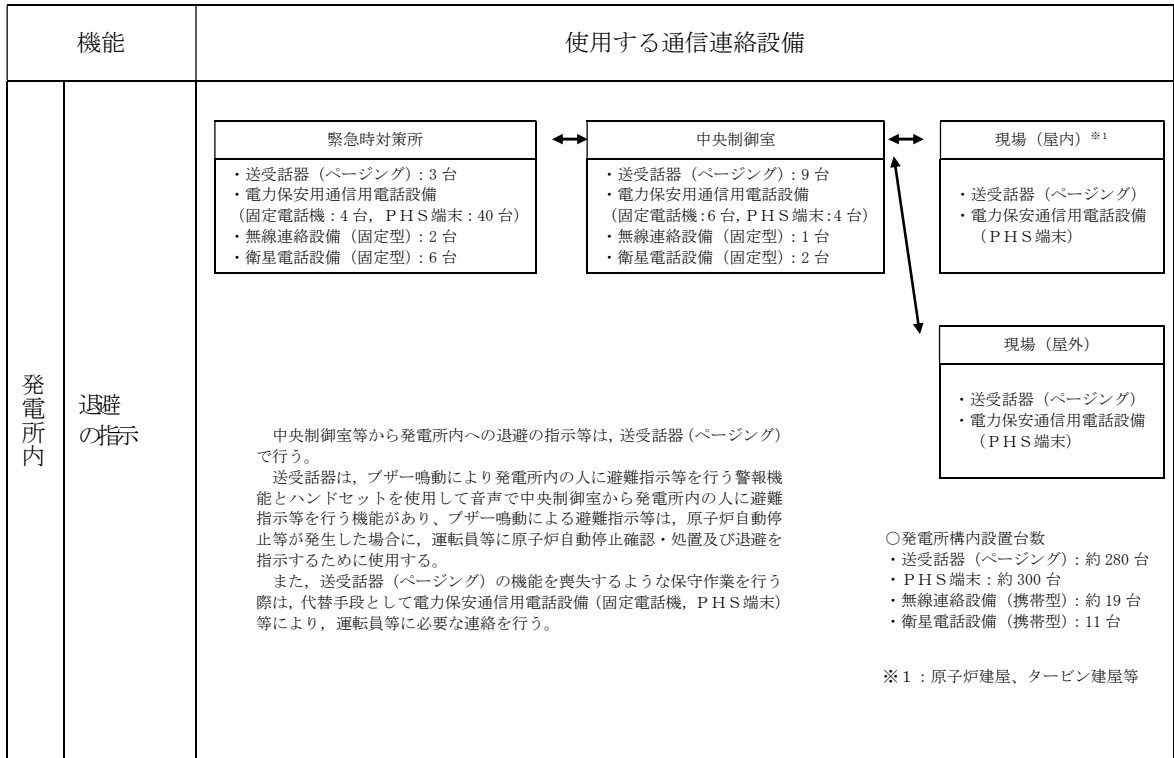 機能
使用する通信連絡設備
発電所内
退避
の指示
緊急時対策所
・送受話器（ページング）：3 台
・電力保安用通信用電話設備
（固定電話機：4 台，ＰＨＳ端末：40 台）
・無線連絡設備（固定型）：2 台
・衛星電話設備（固定型）：6 台
中央制御室
・送受話器（ページング）：9 台
・電力保安用通信用電話設備
（固定電話機：6 台，ＰＨＳ端末：4 台）
・無線連絡設備（固定型）：1 台
・衛星電話設備（固定型）：2 台
現場（屋内）※1
・送受話器（ページング）
・電力保安通信用電話設備
（ＰＨＳ端末）
現場（屋外）
・送受話器（ページング）
・電力保安通信用電話設備
（ＰＨＳ端末）
中央制御室等から発電所内への退避の指示等は，送受話器（ページング）
で行う。
送受話器は，ブザー鳴動により発電所内の人に避難指示等を行う警報機
能とハンドセットを使用して音声で中央制御室から発電所内の人に避難
指示等を行う機能があり、ブザー鳴動による避難指示等は，原子炉自動停
止等が発生した場合に，運転員等に原子炉自動停止確認・処置及び退避を
指示するために使用する。
また，送受話器（ページング）の機能を喪失するような保守作業を行う
際は，代替手段として電力保安通信用電話設備（固定電話機，ＰＨＳ端末）
等により，運転員等に必要な連絡を行う。
○発電所構内設置台数
・送受話器（ページング）：約 280 台
・ＰＨＳ端末：約 300 台
・無線連絡設備（携帯型）：約 19 台
・衛星電話設備（携帯型）：11 台
※１：原子炉建屋、タービン建屋等